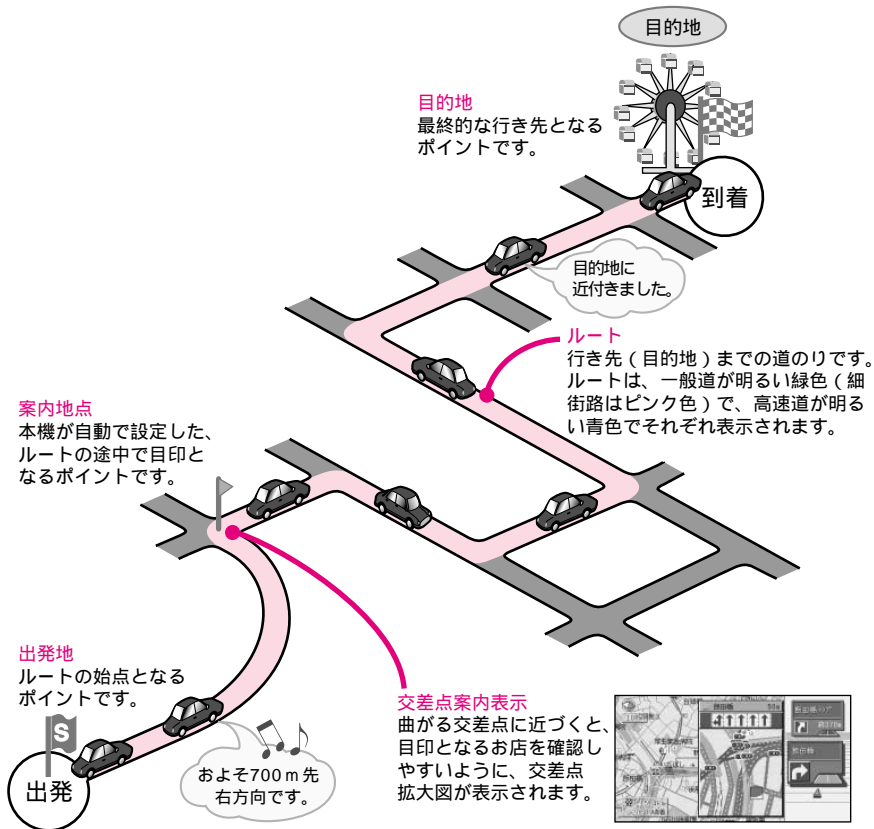 目的地
目的地
最終的な行き先となる
ポイントです。
到着
目的地に
近付きました。
ルート
行き先（目的地）までの道のりです。
ルートは、一般道が明るい緑色（細
街路はピンク色）で、高速道が明る
い青色でそれぞれ表示されます。
案内地点
本機が自動で設定した、
ルートの途中で目印と
なるポイントです。
出発地
ルートの始点となる
ポイントです。
S
出発
およそ700ｍ先
右方向です。
交差点案内表示
曲がる交差点に近づくと、
目印となるお店を確認し
やすいように、交差点
拡大図が表示されます。